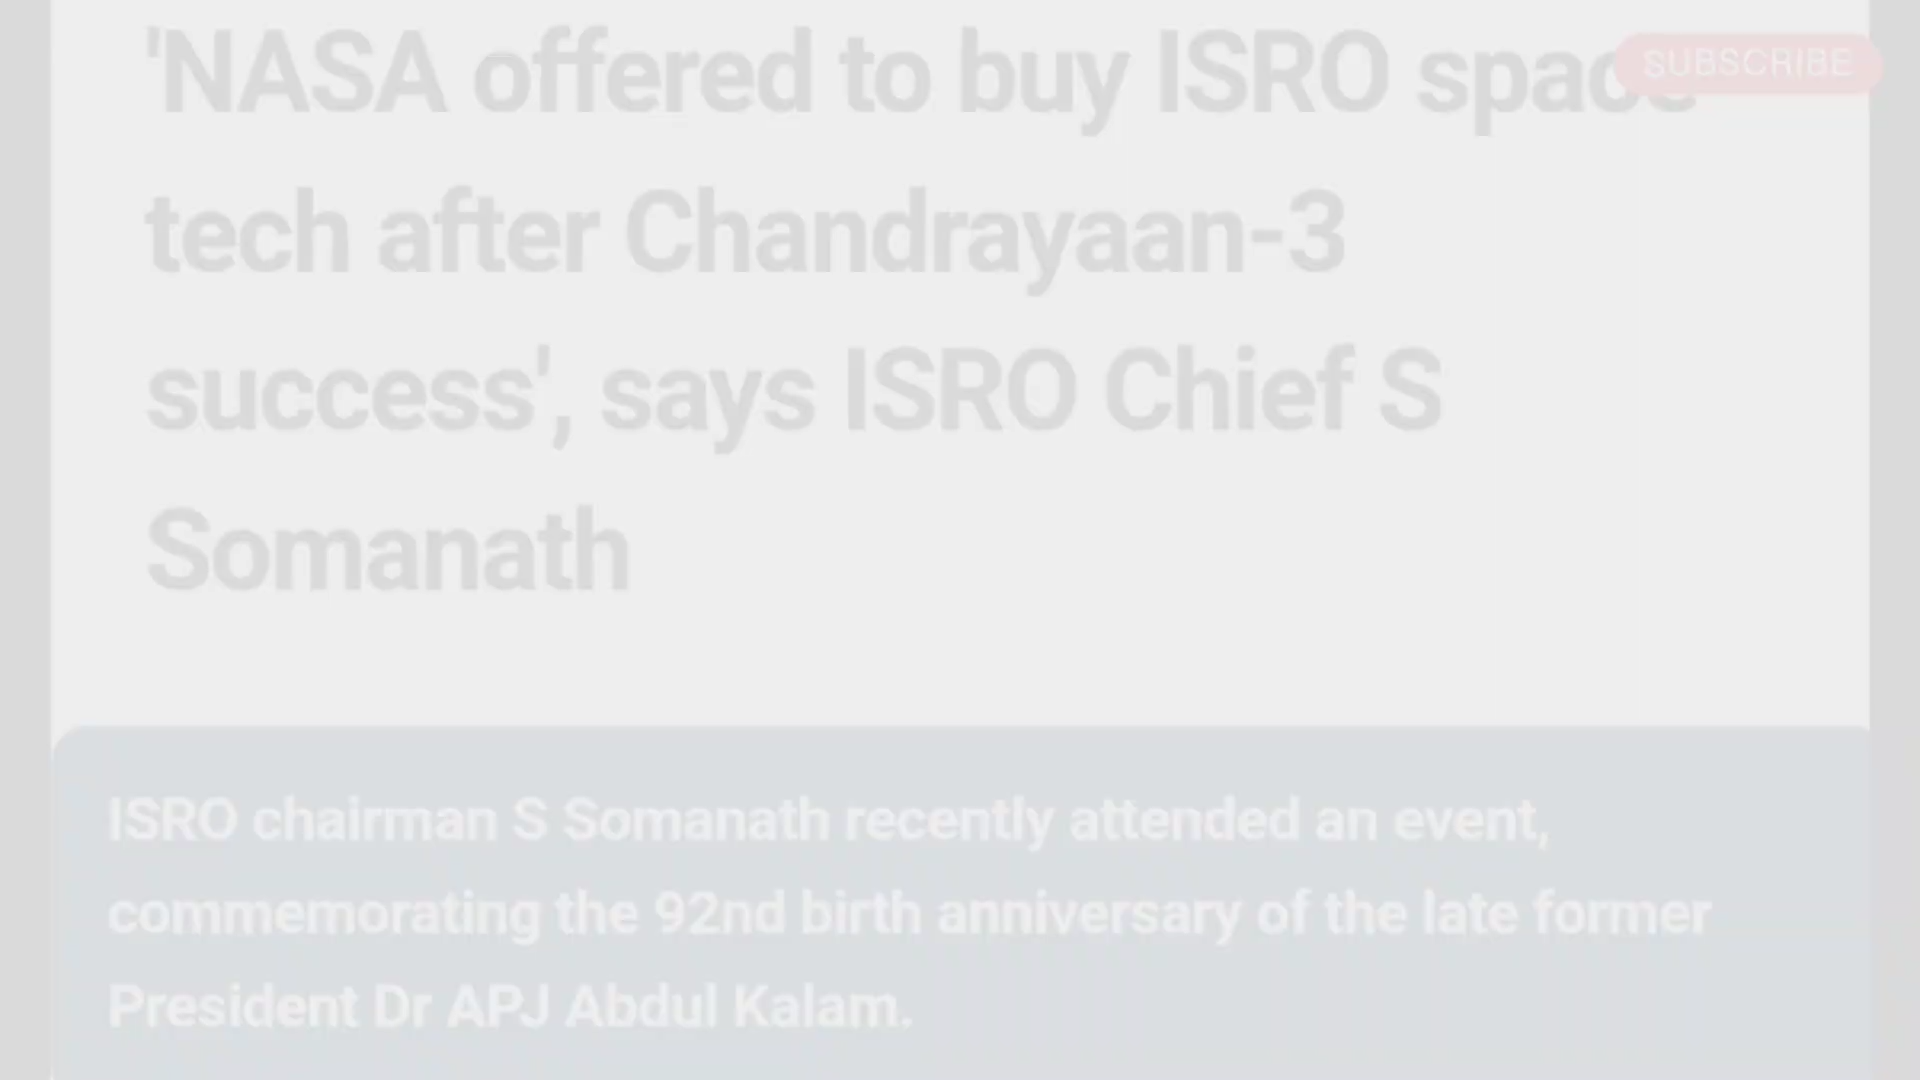 'NASA offered to buy ISRO space
SUBSCRIBE
tech after Chandrayaan-3
success', says ISRO Chief S
Somanath
ISRO chairman S Somanath recently attended an event,
commemorating the 92nd birth anniversary of the late former
President Dr APJ Abdul Kalam.